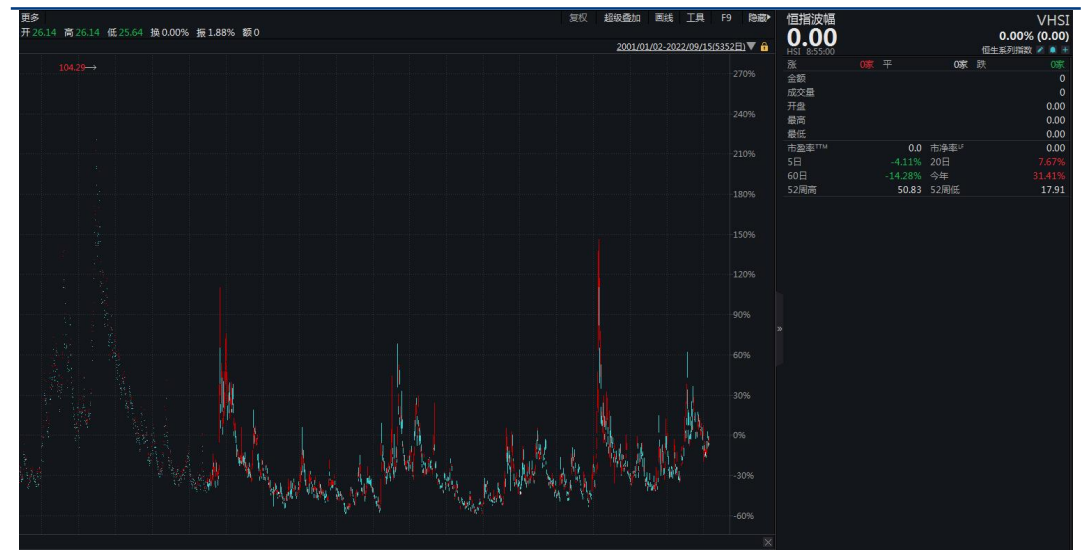 更多
复权 超级叠加 画线 工具 F9 隐藏
开 26.14 高 26.14 低 25.64 换 0.00% 振 1.88% 额 0
2001/01/02-2022/09/15(5352日)▼
104.29→
270%
240%
210%
180%
150%
120%
90%
60%
30%
0%
-30%
-60%
恒指波幅 VHSI
0.00 0.00% (0.00)
HSI 8:55:00 恒生系列指数
涨 0家 平 0家 跌 0家
金额 0
成交量 0
开盘 0.00
最高 0.00
最低 0.00
市盈率TTM 0.0 市净率LF 0.00
5日 -4.11% 20日 7.67%
60日 -14.28% 今年 31.41%
52周高 50.83 52周低 17.91
»